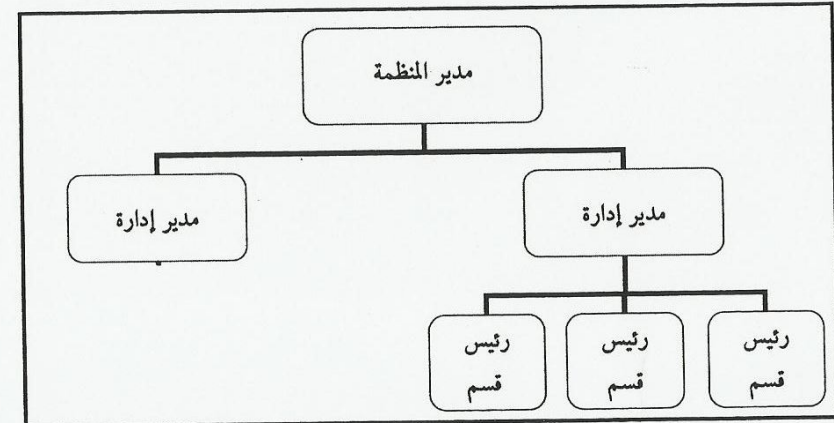 مدير المنظمة
مدير إدارة
مدير إدارة
رئيس
قسم
رئيس
قسم
رئيس
قسم